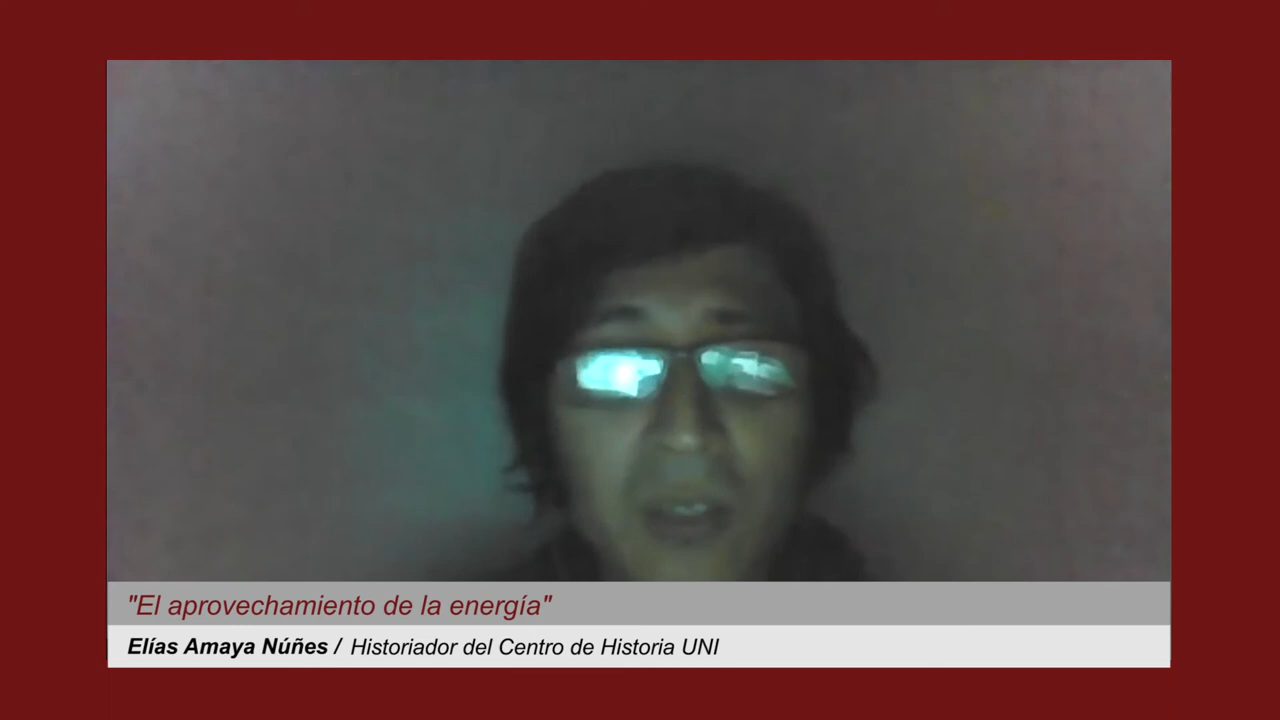 "El aprovechamiento de la energía"
Elías Amaya Núñes / Historiador del Centro de Historia UNI